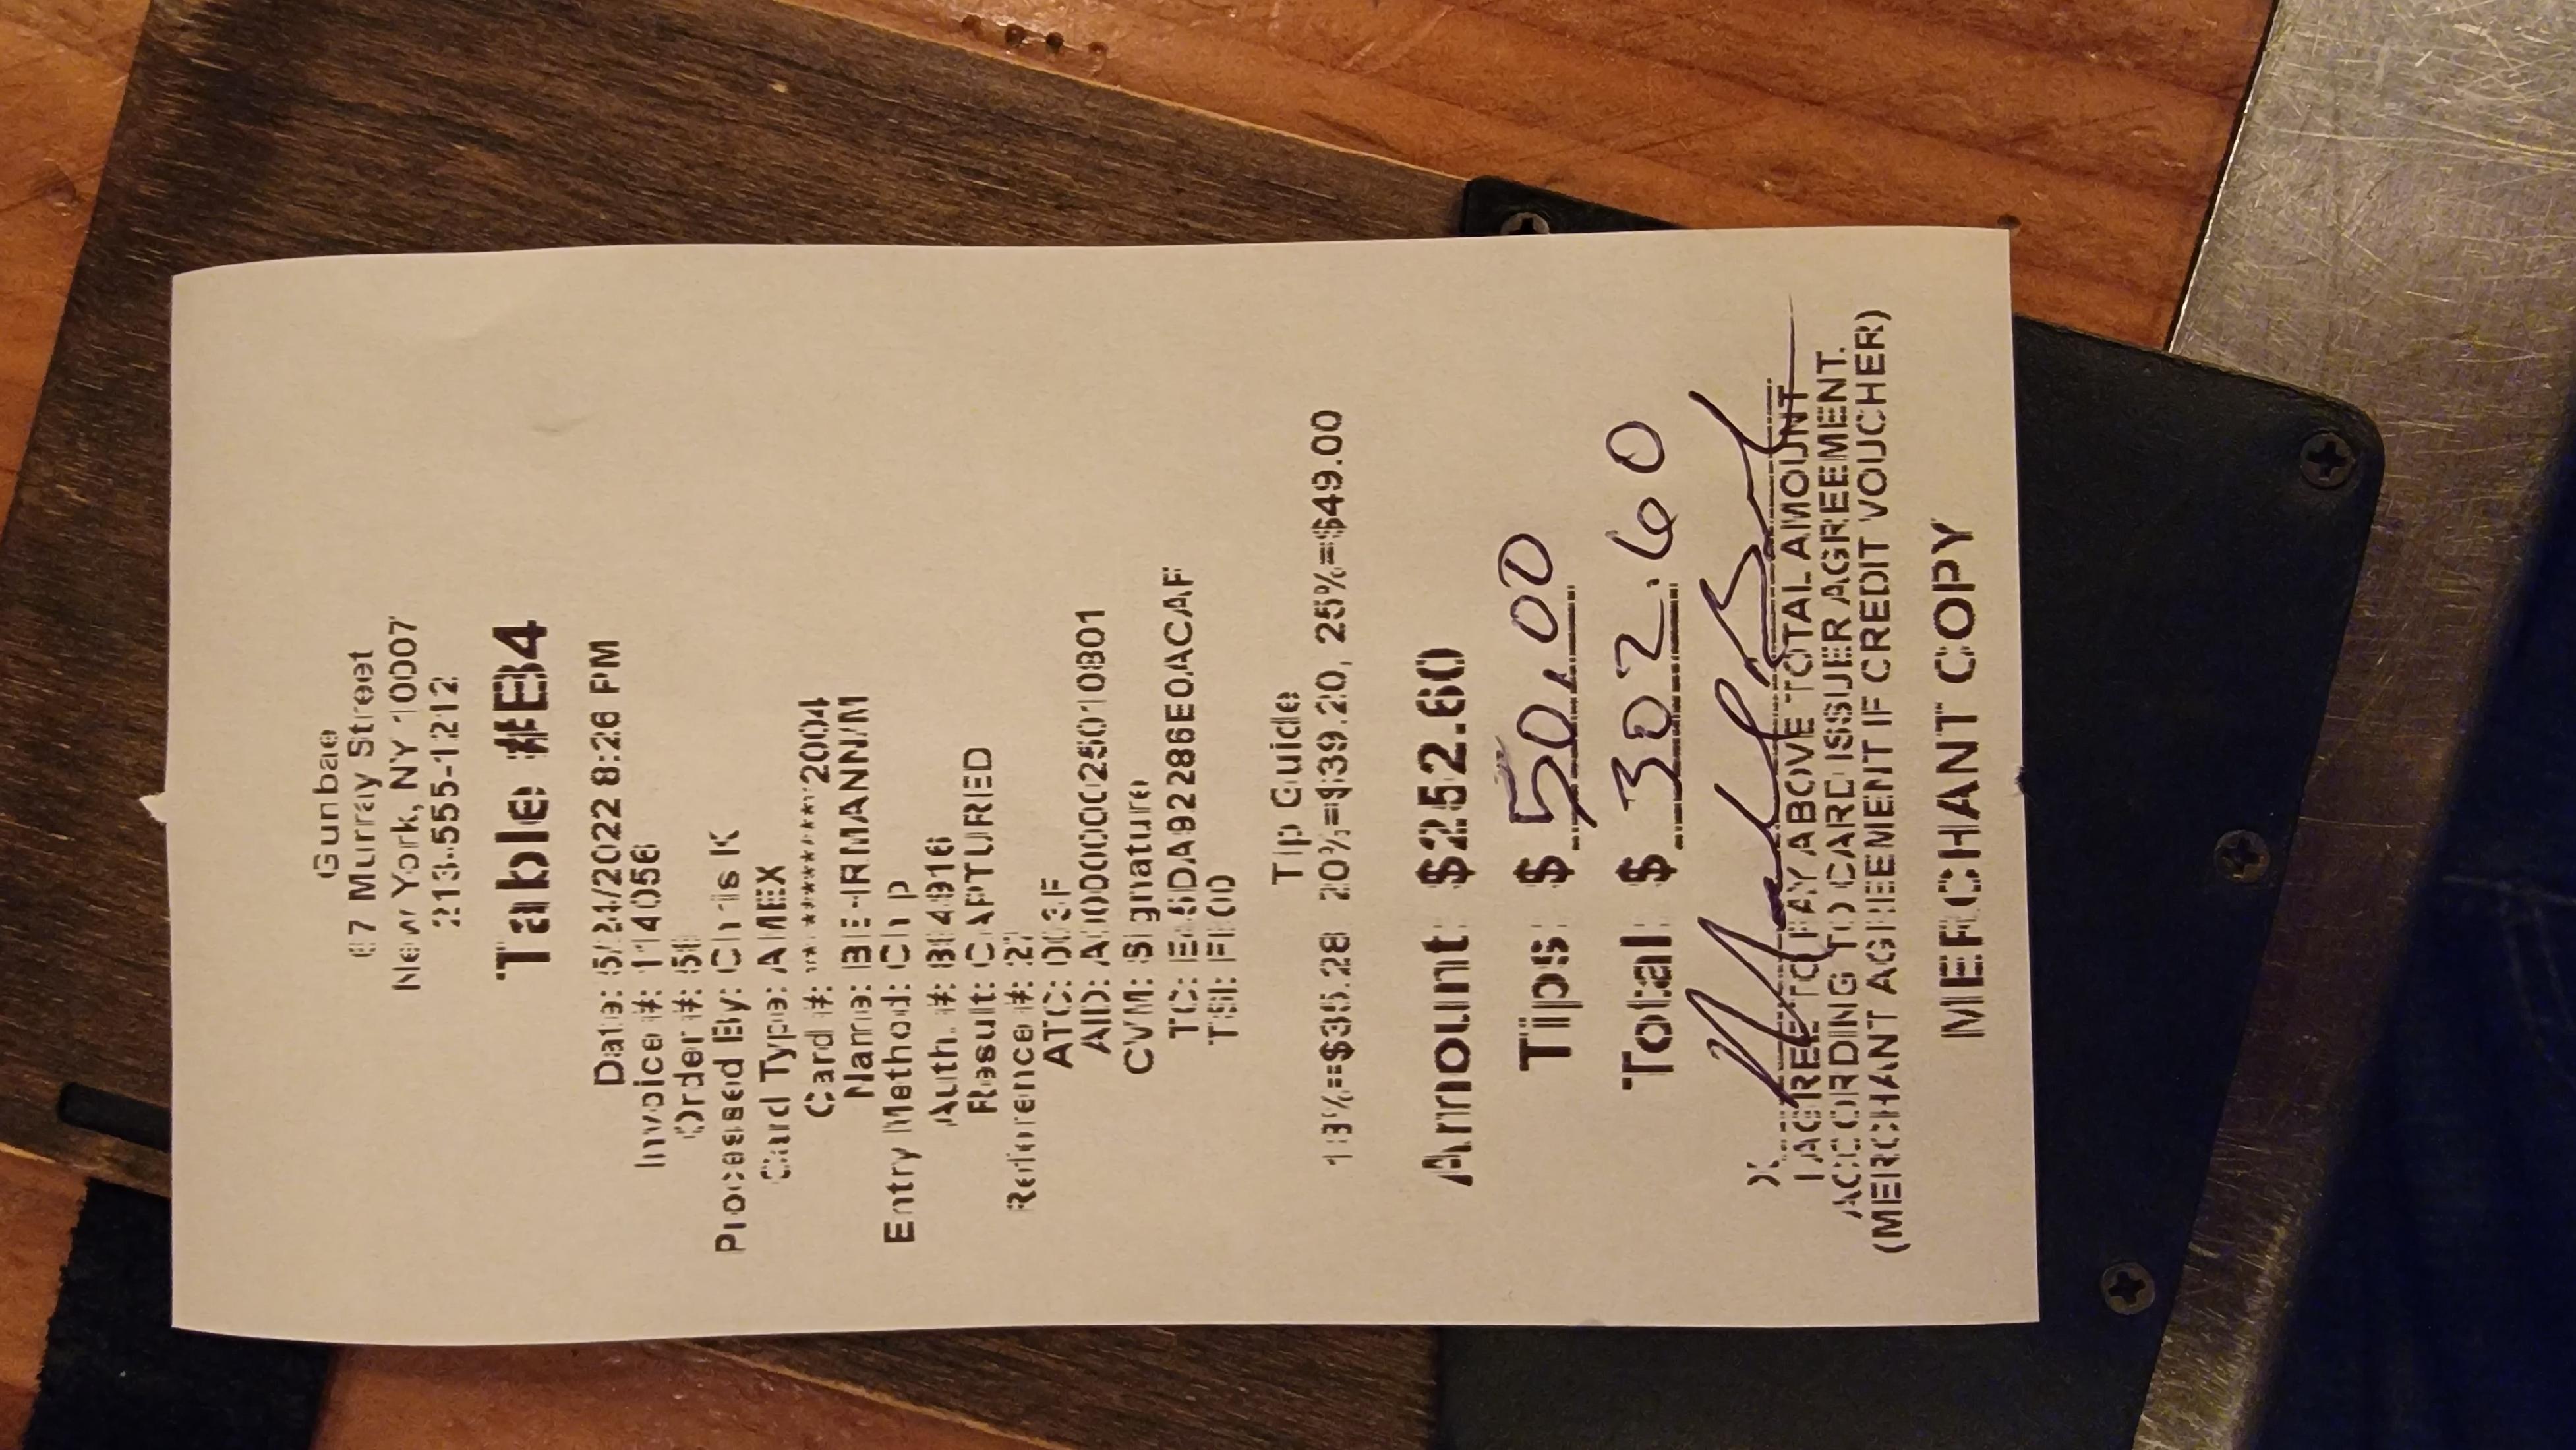 Gunbae
67 Murray Street
New York, NY 10007
213-555-1212
Table #EB4
Date: 5/24/2022 8:26 PM
Invoice #: 114056
Order #: 58
Processed By: Chris K
Card Type: AMEX
Card #: ***********2004
Name: BEHRMANN/M
Entry Method: Chip
Auth. #: 814916
Result: CAPTURED
Reference #: 27
ATC: 003F
AID: A000000025010801
CVM: Signature
TC: E5DA92286E0ACAF
TSI: F800
Tip Guide
18%=$35.28 20%=$39.20, 25%=$49.00
Amount $252.60
Tips: $ 50.00
Total: $ 302.60
X
I AGREE TO PAY ABOVE TOTAL AMOUNT
ACCORDING TO CARD ISSUER AGREEMENT.
(MERCHANT AGREEMENT IF CREDIT VOUCHER)
MERCHANT COPY